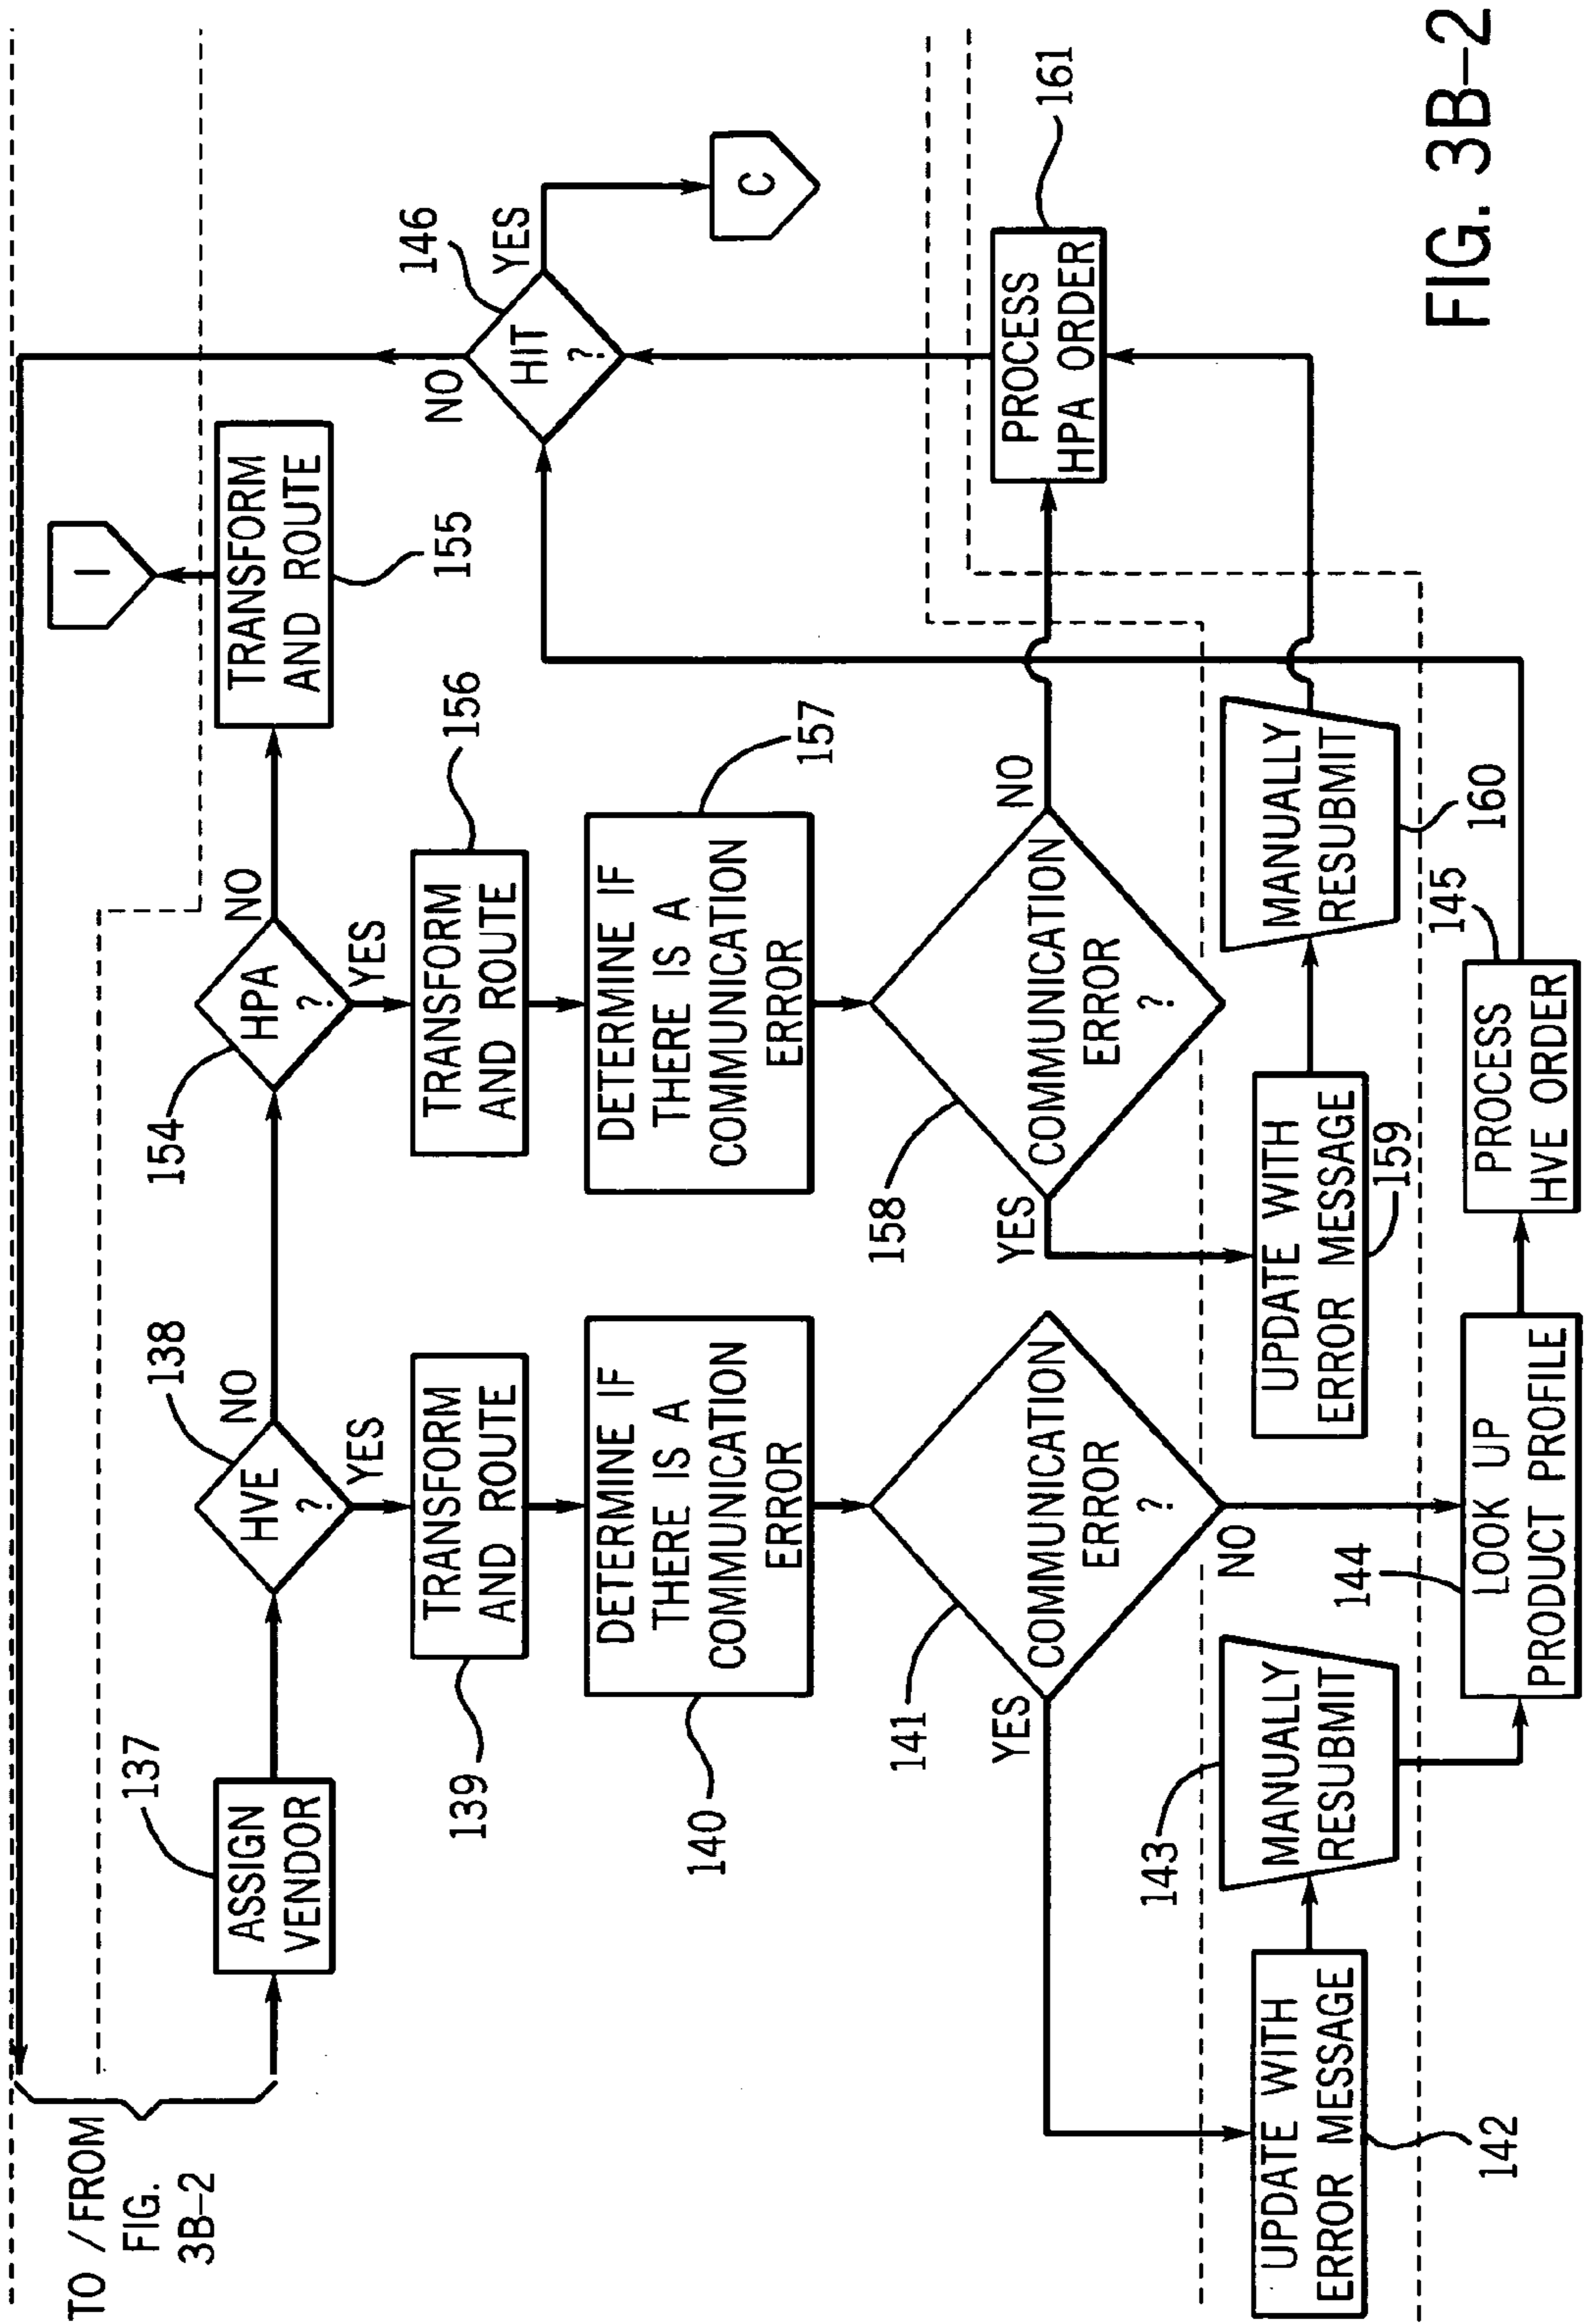 TO / FROM
FIG.
3B-2
137
ASSIGN
VENDOR
138
HVE
?
NO
YES
154
HPA
?
NO
YES
I
TRANSFORM
AND ROUTE
155
139
TRANSFORM
AND ROUTE
156
TRANSFORM
AND ROUTE
146
HIT
?
NO
YES
C
140
DETERMINE IF
THERE IS A
COMMUNICATION
ERROR
157
DETERMINE IF
THERE IS A
COMMUNICATION
ERROR
141
COMMUNICATION
ERROR
?
YES
NO
158
COMMUNICATION
ERROR
?
YES
NO
161
PROCESS
HPA ORDER
142
UPDATE WITH
ERROR MESSAGE
143
MANUALLY
RESUBMIT
159
UPDATE WITH
ERROR MESSAGE
160
MANUALLY
RESUBMIT
144
LOOK UP
PRODUCT PROFILE
145
PROCESS
HVE ORDER
FIG. 3B-2